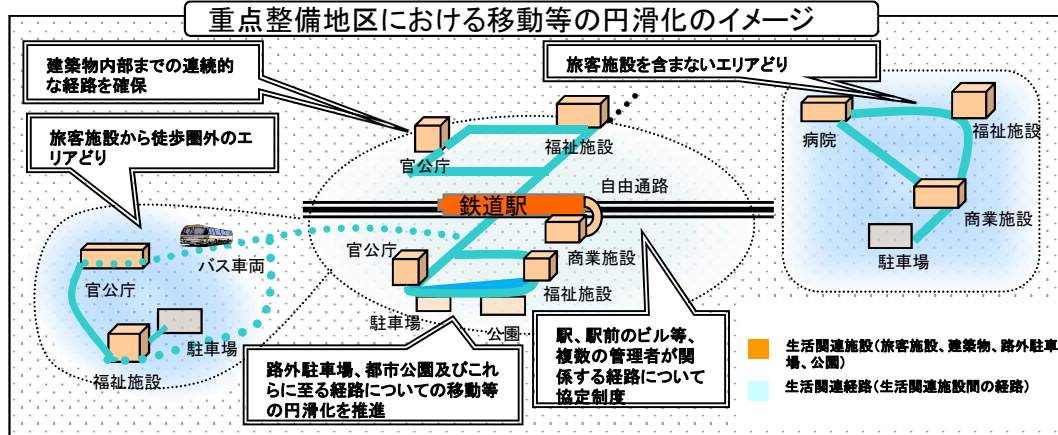 重点整備地区における移動等の円滑化のイメージ
建築物内部までの連続的
な経路を確保
旅客施設を含まないエリアどり
旅客施設から徒歩圏外のエ
リアどり
官公庁
福祉施設
自由通路
鉄道駅
病院
福祉施設
商業施設
駐車場
バス車両
官公庁
駐車場
福祉施設
官公庁
商業施設
福祉施設
駐車場
公園
路外駐車場、都市公園及びこれ
らに至る経路についての移動等
の円滑化を推進
駅、駅前のビル等、
複数の管理者が関
係する経路について
協定制度
生活関連施設(旅客施設、建築物、路外駐車
場、公園)
生活関連経路(生活関連施設間の経路)